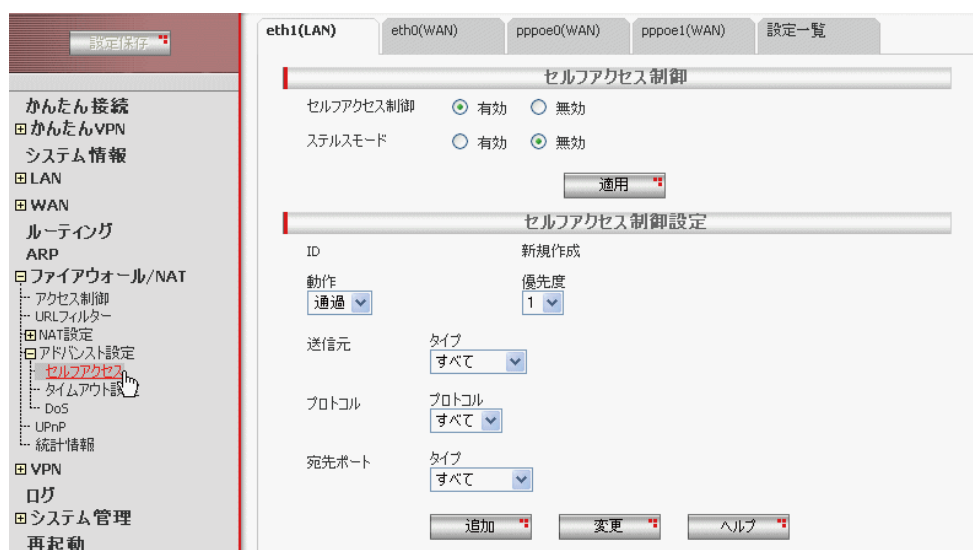 設定保存
かんたん接続
かんたんVPN
システム情報
LAN
WAN
ルーティング
ARP
ファイアウォール/NAT
アクセス制御
URLフィルター
NAT設定
アドバンスト設定
セルフアクセス
タイムアウト設定
DoS
UPnP
統計情報
VPN
ログ
システム管理
再起動
eth1(LAN) eth0(WAN) pppoe0(WAN) pppoe1(WAN) 設定一覧
セルフアクセス制御
セルフアクセス制御 有効 無効
ステルスモード 有効 無効
適用
セルフアクセス制御設定
ID 新規作成
動作 優先度
通過 1
送信元 タイプ
すべて
プロトコル プロトコル
すべて
宛先ポート タイプ
すべて
追加 変更 ヘルプ